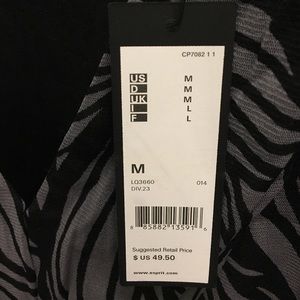 CP7082 1 1
US M
D M
UK M
I L
F L
M
LO3660 014
DIV.23
8 85882 13591 6
Suggested Retail Price
$ US 49.50
www.esprit.com